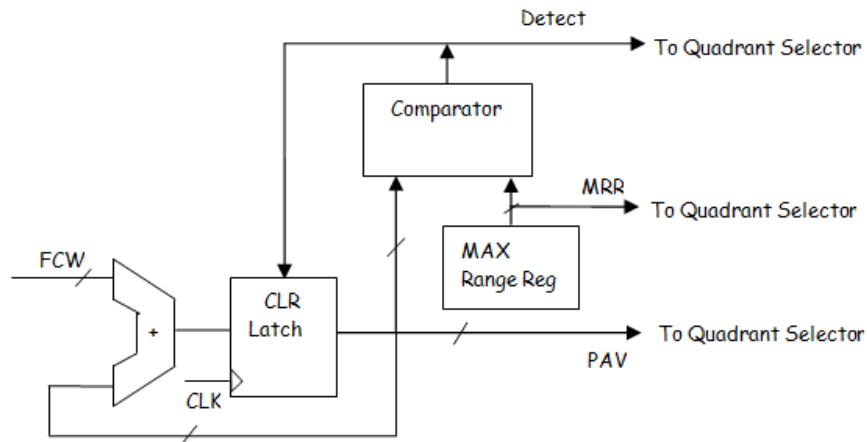 Detect
To Quadrant Selector
Comparator
MRR
To Quadrant Selector
FCW
MAX
Range Reg
CLR
Latch
+
To Quadrant Selector
CLK
PAV